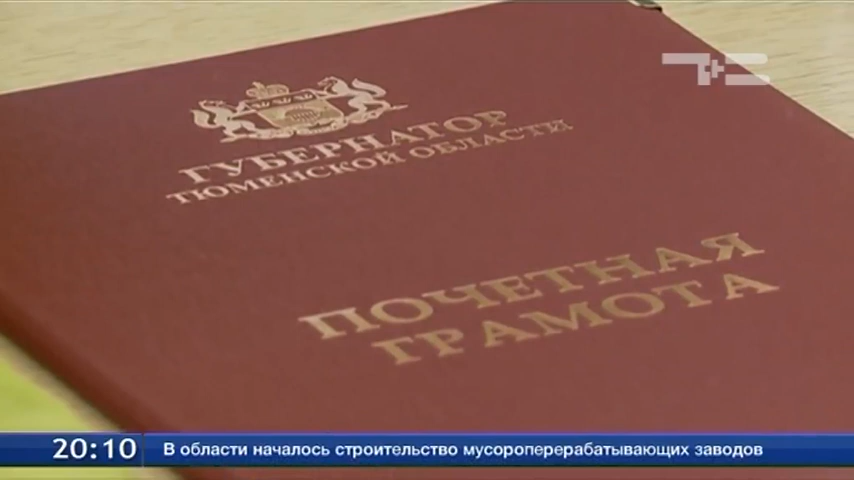 ГУБЕРНАТОР
ТЮМЕНСКОЙ ОБЛАСТИ
ПОЧЕТНАЯ
ГРАМОТА
20:10 В области началось строительство мусороперерабатывающих заводов